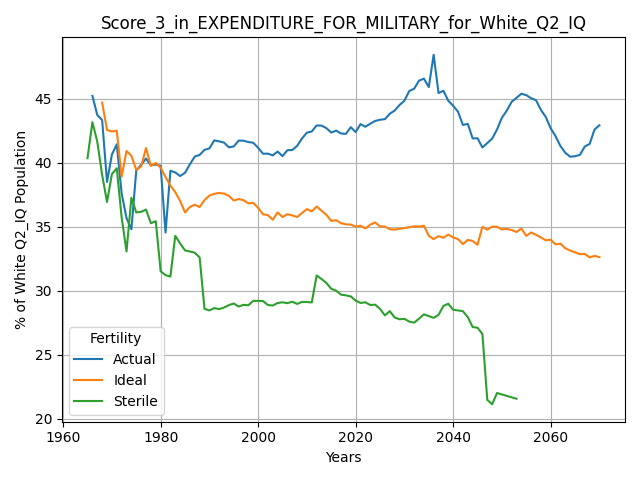 Score_3_in_EXPENDITURE_FOR_MILITARY_for_White_Q2_IQ
% of White Q2_IQ Population
45
40
35
30
25
20
Fertility
Actual
Ideal
Sterile
1960
1980
2000
2020
2040
2060
Years